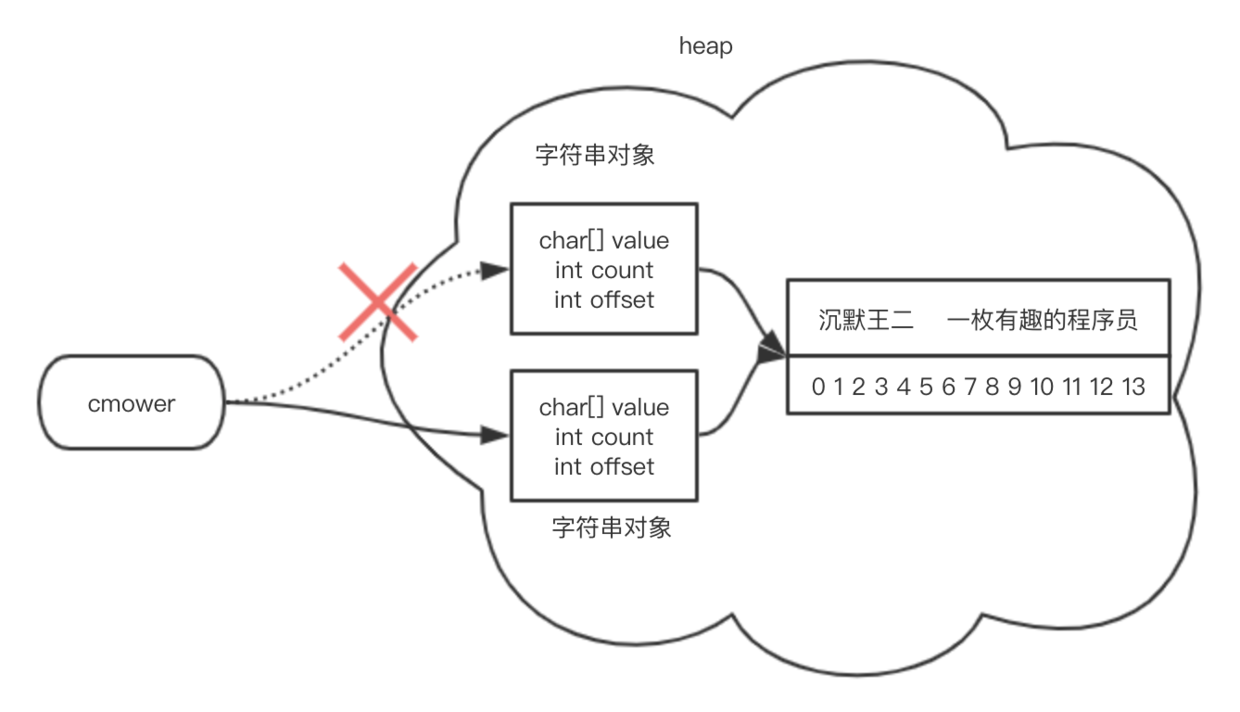 heap
字符串对象
char[] value
int count
int offset
沉默王二 一枚有趣的程序员
0 1 2 3 4 5 6 7 8 9 10 11 12 13
cmower
char[] value
int count
int offset
字符串对象